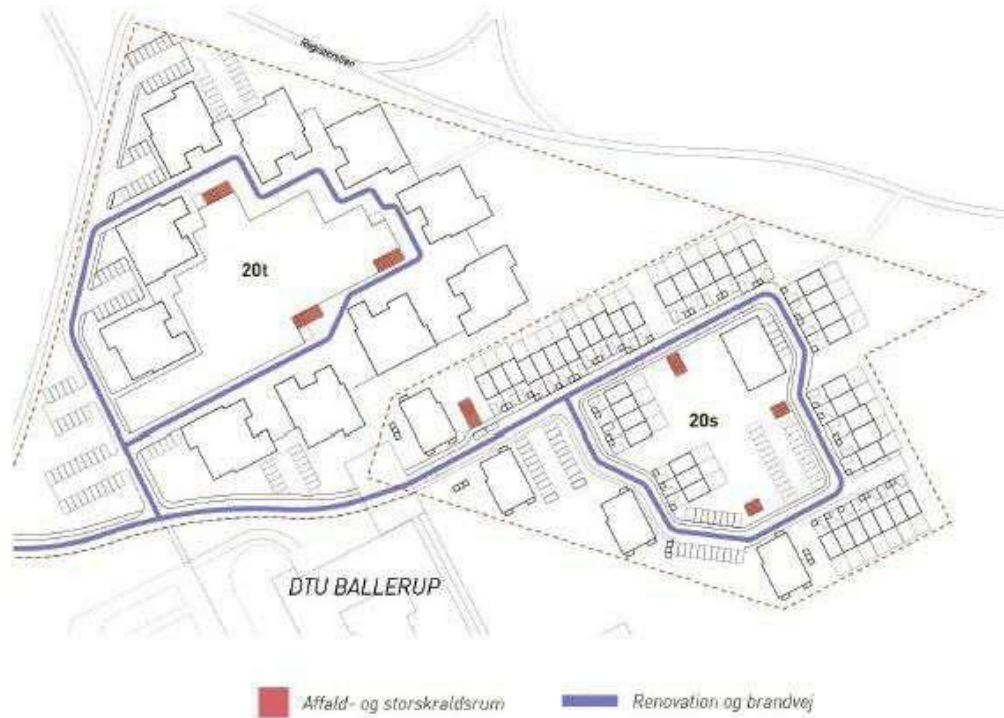 20t
20s
DTU BALLERUP
Affald- og storskraldsrum
Renovation og brandvej